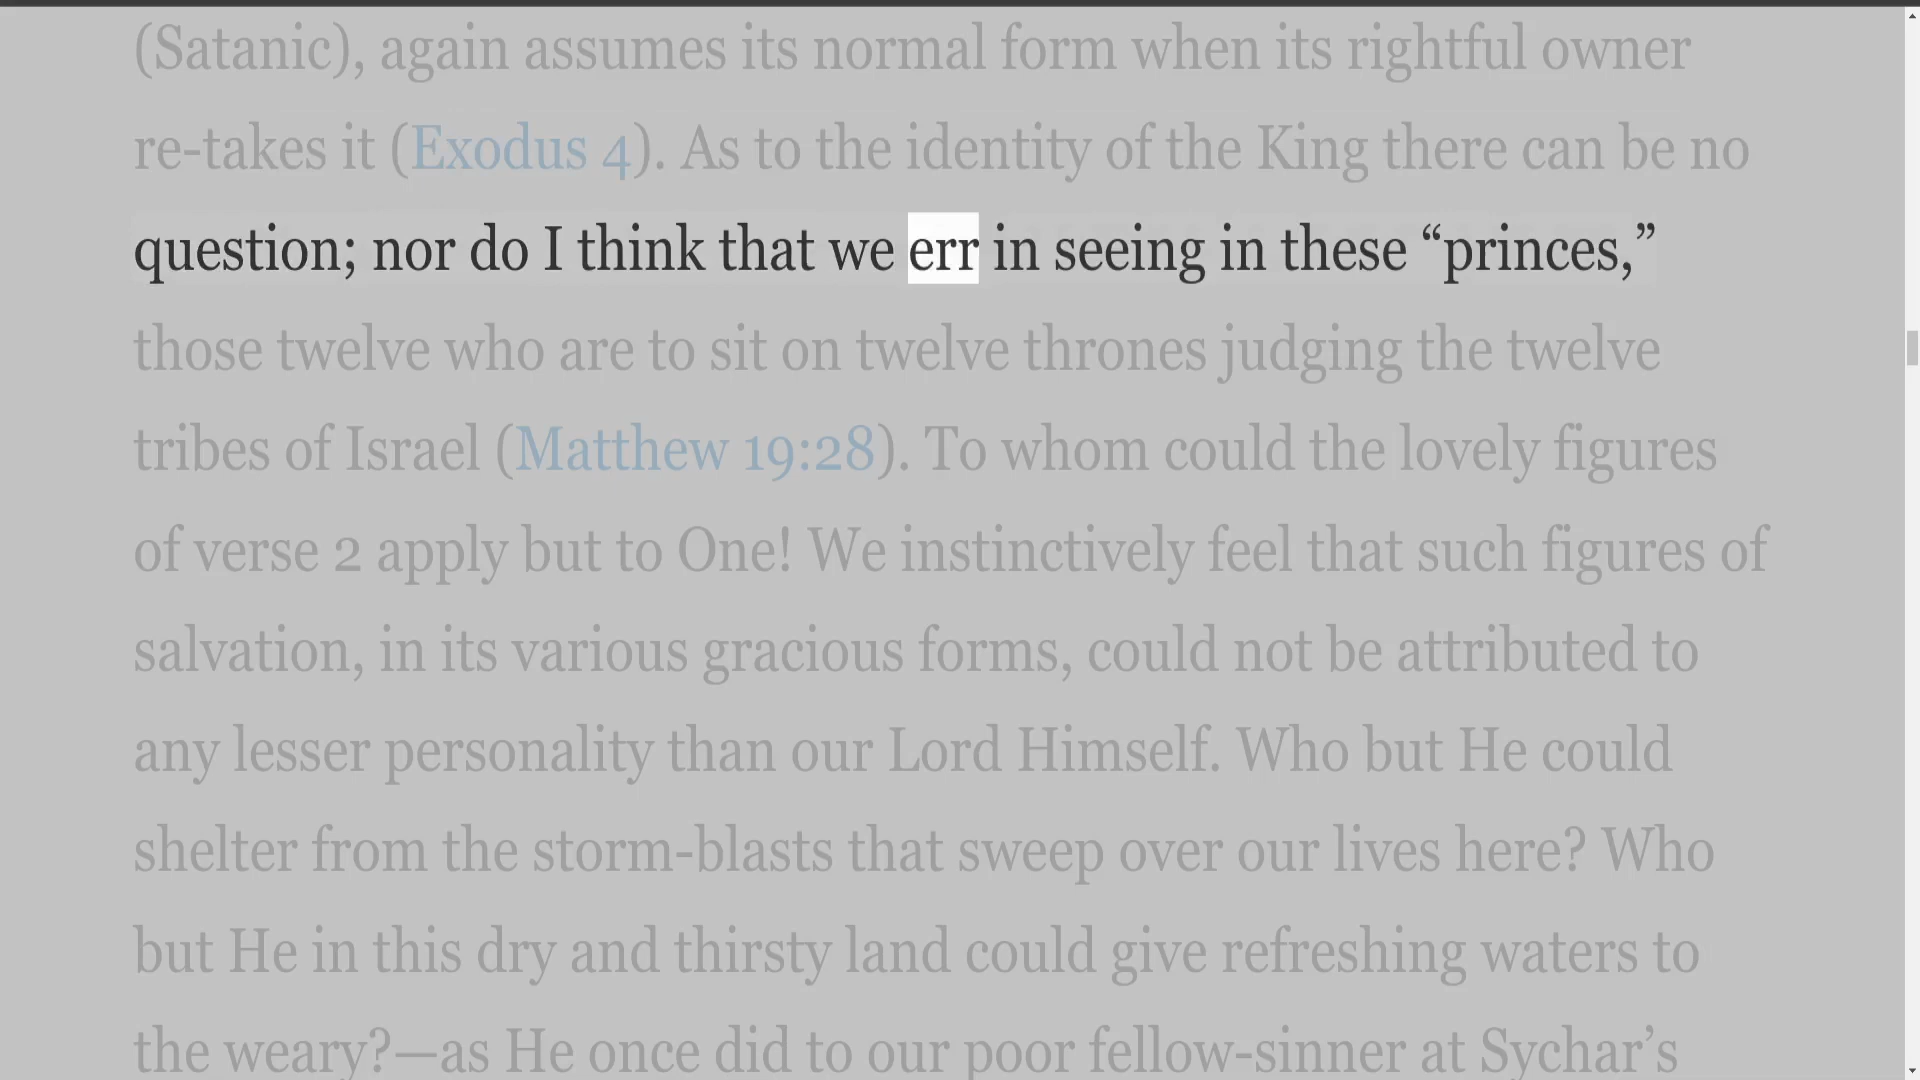 (Satanic), again assumes its normal form when its rightful owner
re-takes it (Exodus 4). As to the identity of the King there can be no
question; nor do I think that we err in seeing in these “princes,”
those twelve who are to sit on twelve thrones judging the twelve
tribes of Israel (Matthew 19:28). To whom could the lovely figures
of verse 2 apply but to One! We instinctively feel that such figures of
salvation, in its various gracious forms, could not be attributed to
any lesser personality than our Lord Himself. Who but He could
shelter from the storm-blasts that sweep over our lives here? Who
but He in this dry and thirsty land could give refreshing waters to
the weary?—as He once did to our poor fellow-sinner at Sychar’s